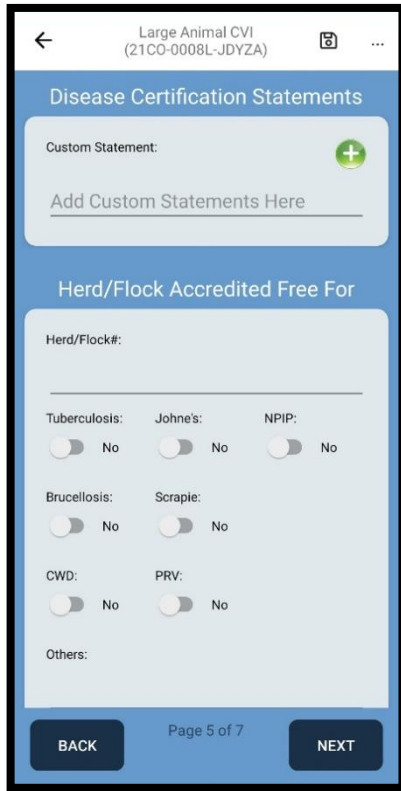 Large Animal CVI
(21CO-0008L-JDYZA)
...
Disease Certification Statements
Custom Statement:
Add Custom Statements Here
Herd/Flock Accredited Free For
Herd/Flock#:
Tuberculosis: Johne's: NPIP:
No No No
Brucellosis: Scrapie:
No No
CWD: PRV:
No No
Others:
BACK Page 5 of 7 NEXT